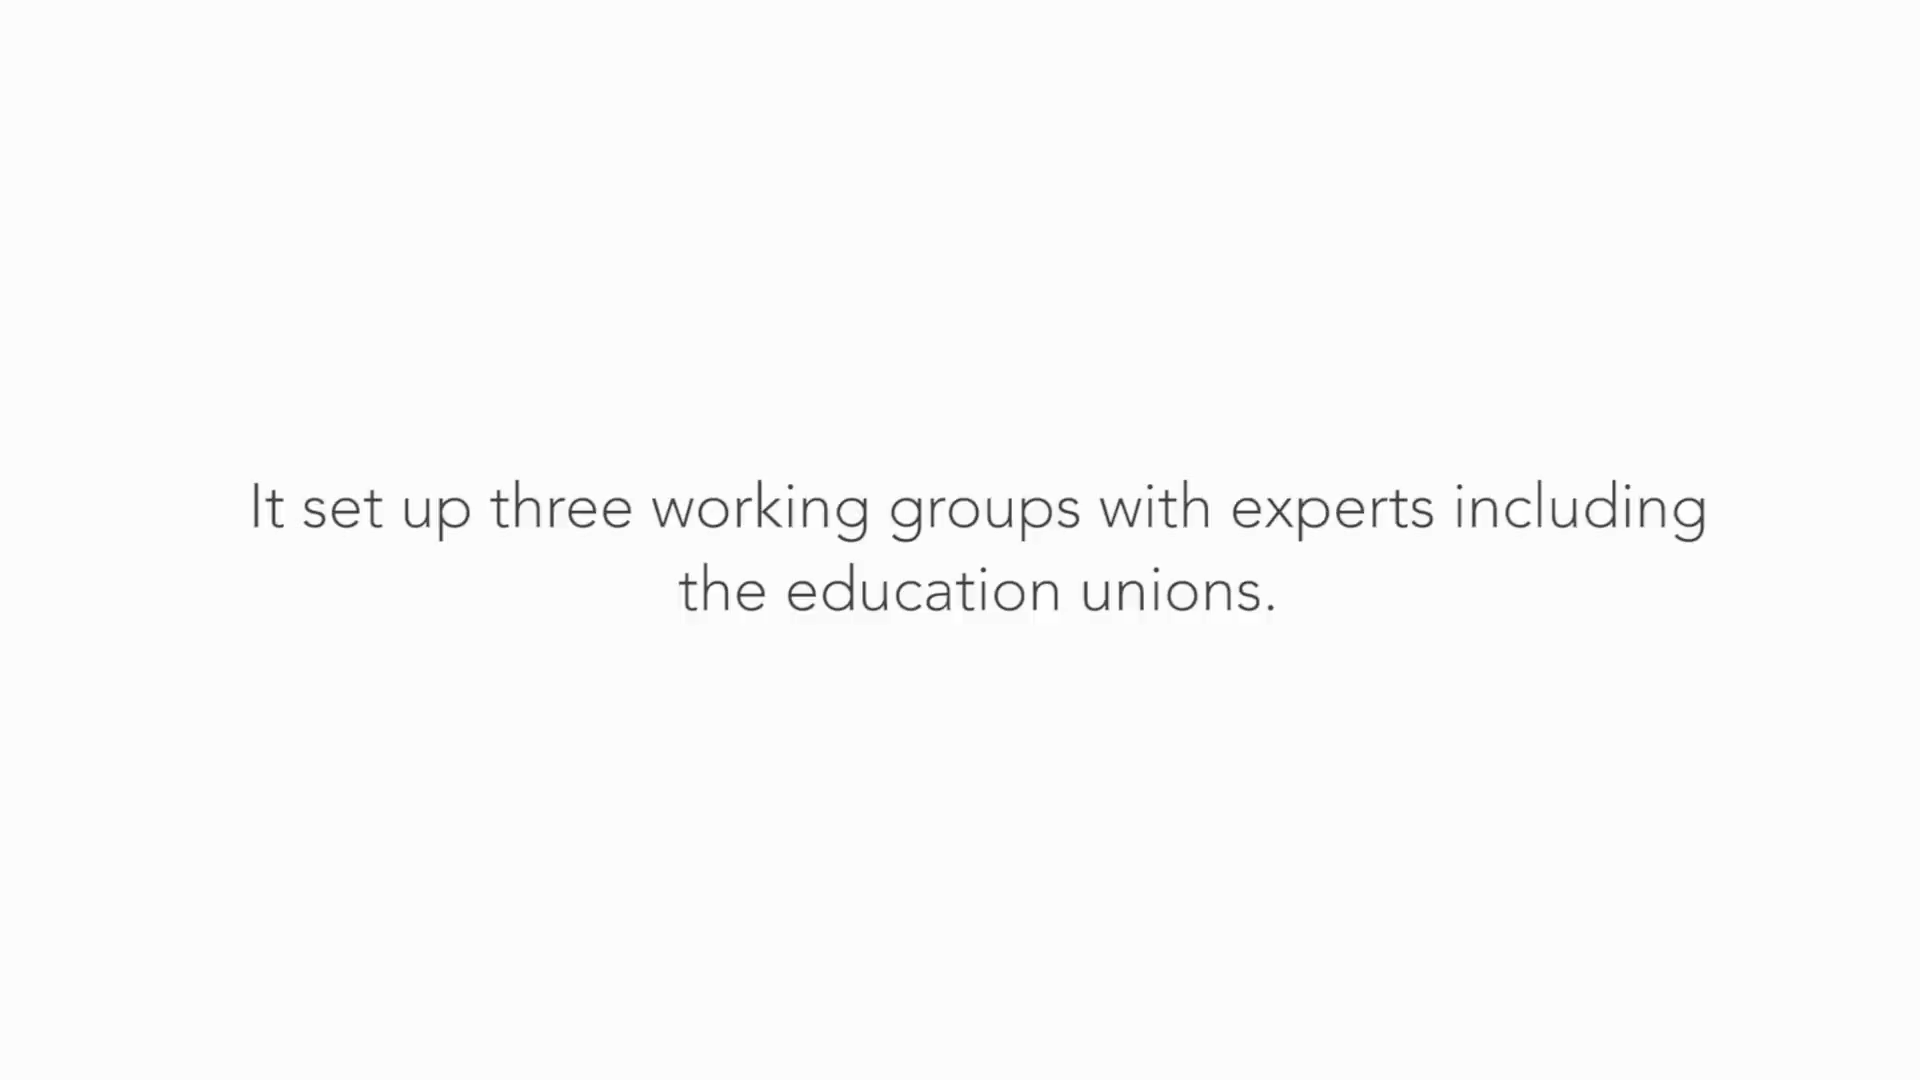 It set up three working groups with experts including
the education unions.